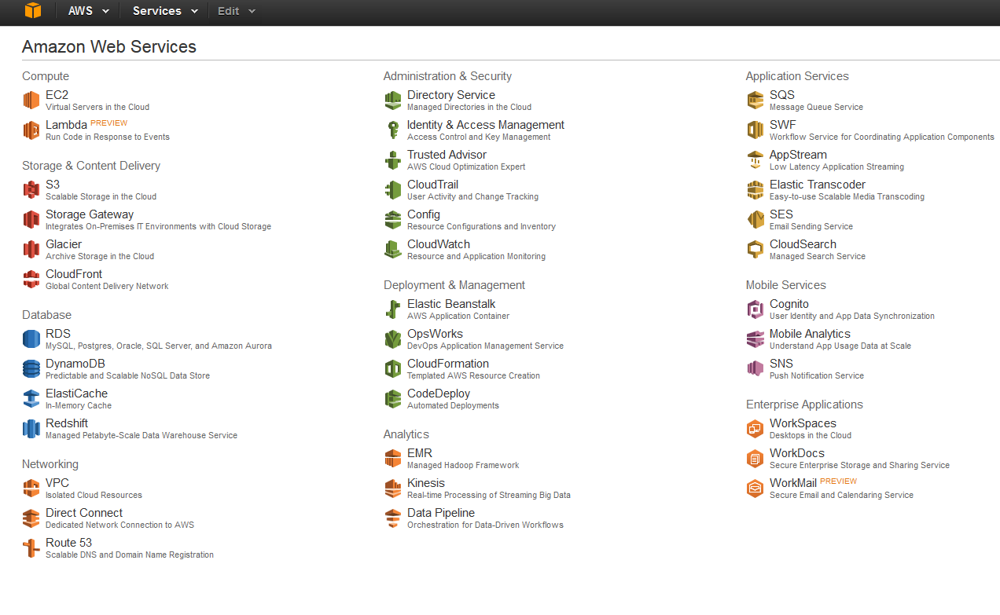 AWS Services Edit
Amazon Web Services
Compute
EC2
Virtual Servers in the Cloud
Lambda PREVIEW
Run Code in Response to Events
Storage & Content Delivery
S3
Scalable Storage in the Cloud
Storage Gateway
Integrates On-Premises IT Environments with Cloud Storage
Glacier
Archive Storage in the Cloud
CloudFront
Global Content Delivery Network
Database
RDS
MySQL, Postgres, Oracle, SQL Server, and Amazon Aurora
DynamoDB
Predictable and Scalable NoSQL Data Store
ElastiCache
In-Memory Cache
Redshift
Managed Petabyte-Scale Data Warehouse Service
Networking
VPC
Isolated Cloud Resources
Direct Connect
Dedicated Network Connection to AWS
Route 53
Scalable DNS and Domain Name Registration
Administration & Security
Directory Service
Managed Directories in the Cloud
Identity & Access Management
Access Control and Key Management
Trusted Advisor
AWS Cloud Optimization Expert
CloudTrail
User Activity and Change Tracking
Config
Resource Configurations and Inventory
CloudWatch
Resource and Application Monitoring
Deployment & Management
Elastic Beanstalk
AWS Application Container
OpsWorks
DevOps Application Management Service
CloudFormation
Templated AWS Resource Creation
CodeDeploy
Automated Deployments
Analytics
EMR
Managed Hadoop Framework
Kinesis
Real-time Processing of Streaming Big Data
Data Pipeline
Orchestration for Data-Driven Workflows
Application Services
SQS
Message Queue Service
SWF
Workflow Service for Coordinating Application Components
AppStream
Low Latency Application Streaming
Elastic Transcoder
Easy-to-use Scalable Media Transcoding
SES
Email Sending Service
CloudSearch
Managed Search Service
Mobile Services
Cognito
User Identity and App Data Synchronization
Mobile Analytics
Understand App Usage Data at Scale
SNS
Push Notification Service
Enterprise Applications
WorkSpaces
Desktops in the Cloud
WorkDocs
Secure Enterprise Storage and Sharing Service
WorkMail PREVIEW
Secure Email and Calendaring Service